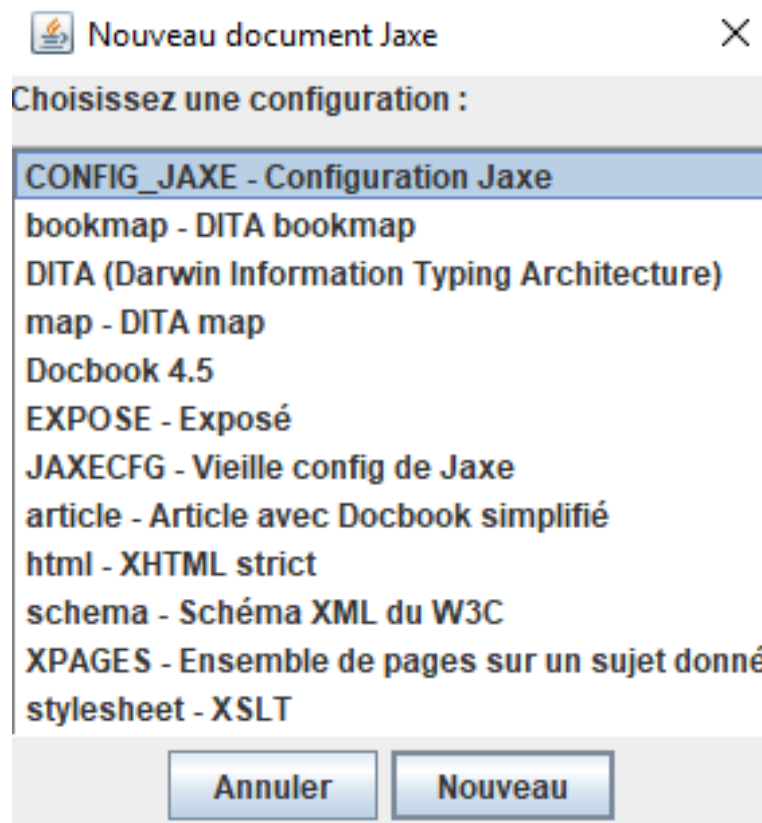 Nouveau document Jaxe
Choisissez une configuration :
CONFIG_JAXE - Configuration Jaxe
bookmap - DITA bookmap
DITA (Darwin Information Typing Architecture)
map - DITA map
Docbook 4.5
EXPOSE - Exposé
JAXECFG - Vieille config de Jaxe
article - Article avec Docbook simplifié
html - XHTML strict
schema - Schéma XML du W3C
XPAGES - Ensemble de pages sur un sujet donné
stylesheet - XSLT
Annuler Nouveau